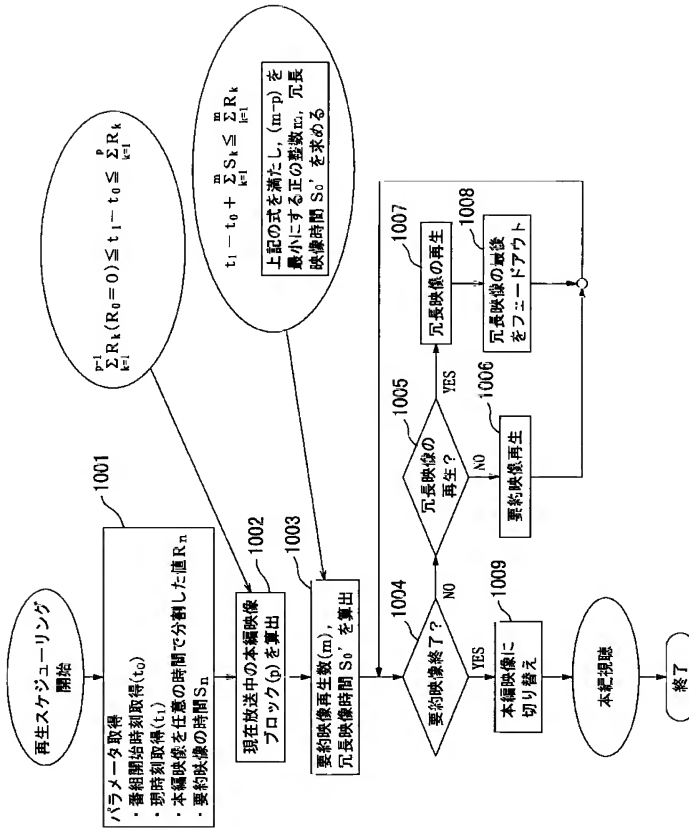 再生スケジューリング
開始
1001
パラメータ取得
・番組開始時刻取得(t₀)
・現時刻取得(t₁)
・本編映像を任意の時間で分割した値Rn
・要約映像の時間Sn
p-1
ΣRk(R₀=0)≦t₁-t₀≦
k=1
p
ΣRk
k=1
1002
現在放送中の本編映像
ブロック(p)を算出
t₁-t₀+
m
ΣSk≦
k=1
m
ΣRk
k=1
上記の式を満たし,(m-p)を
最小にする正の整数m,冗長
映像時間 S₀'を求める
1003
要約映像再生数(m),
冗長映像時間 S₀'を算出
1004
要約映像終了?
NO
YES
1005
冗長映像の
再生?
YES
NO
1007
冗長映像の再生
1008
冗長映像の最後
をフェードアウト
1006
要約映像再生
1009
本編映像に
切り替え
本編視聴
終了